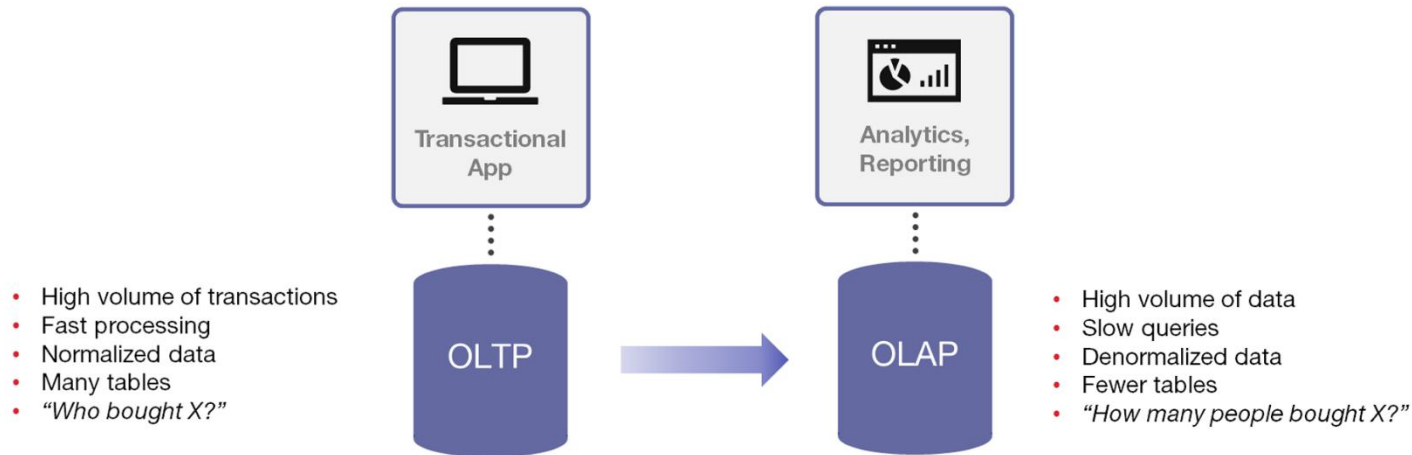 Transactional
App
Analytics,
Reporting
• High volume of transactions
• Fast processing
• Normalized data
• Many tables
• “Who bought X?”
OLTP
OLAP
• High volume of data
• Slow queries
• Denormalized data
• Fewer tables
• “How many people bought X?”